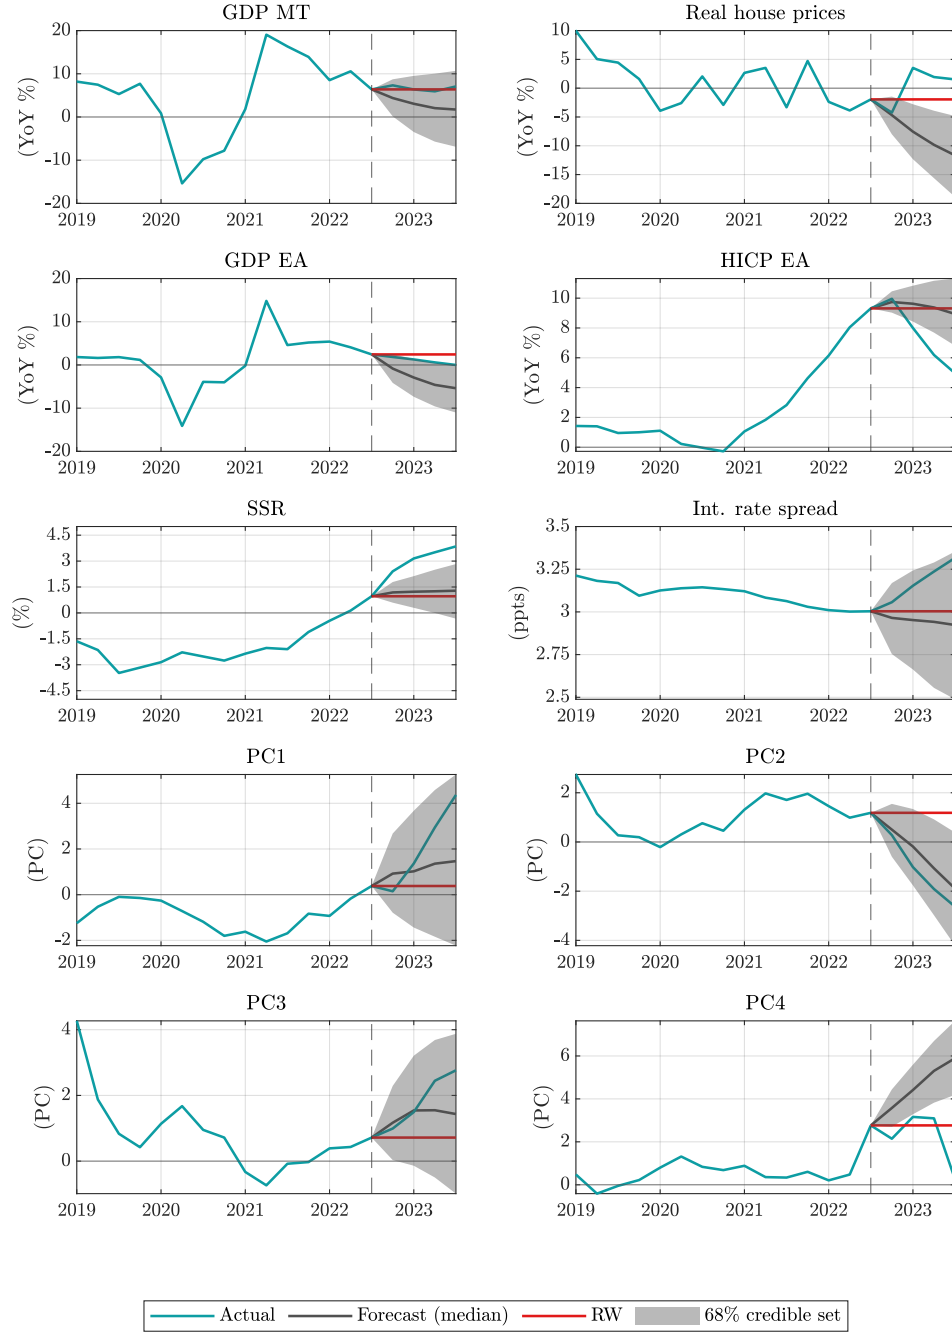 GDP MT
(YoY %)
20
10
0
-10
-20
2019 2020 2021 2022 2023
Real house prices
(YoY %)
10
5
0
-5
-10
-15
-20
2019 2020 2021 2022 2023
GDP EA
(YoY %)
20
10
0
-10
-20
2019 2020 2021 2022 2023
HICP EA
(YoY %)
10
8
6
4
2
0
2019 2020 2021 2022 2023
SSR
(%)
4.5
3
1.5
0
-1.5
-3
-4.5
2019 2020 2021 2022 2023
Int. rate spread
(ppts)
3.5
3.25
3
2.75
2.5
2019 2020 2021 2022 2023
PC1
(PC)
4
2
0
-2
2019 2020 2021 2022 2023
PC2
(PC)
2
0
-2
-4
2019 2020 2021 2022 2023
PC3
(PC)
4
2
0
2019 2020 2021 2022 2023
PC4
(PC)
6
4
2
0
2019 2020 2021 2022 2023
Actual Forecast (median) RW 68% credible set